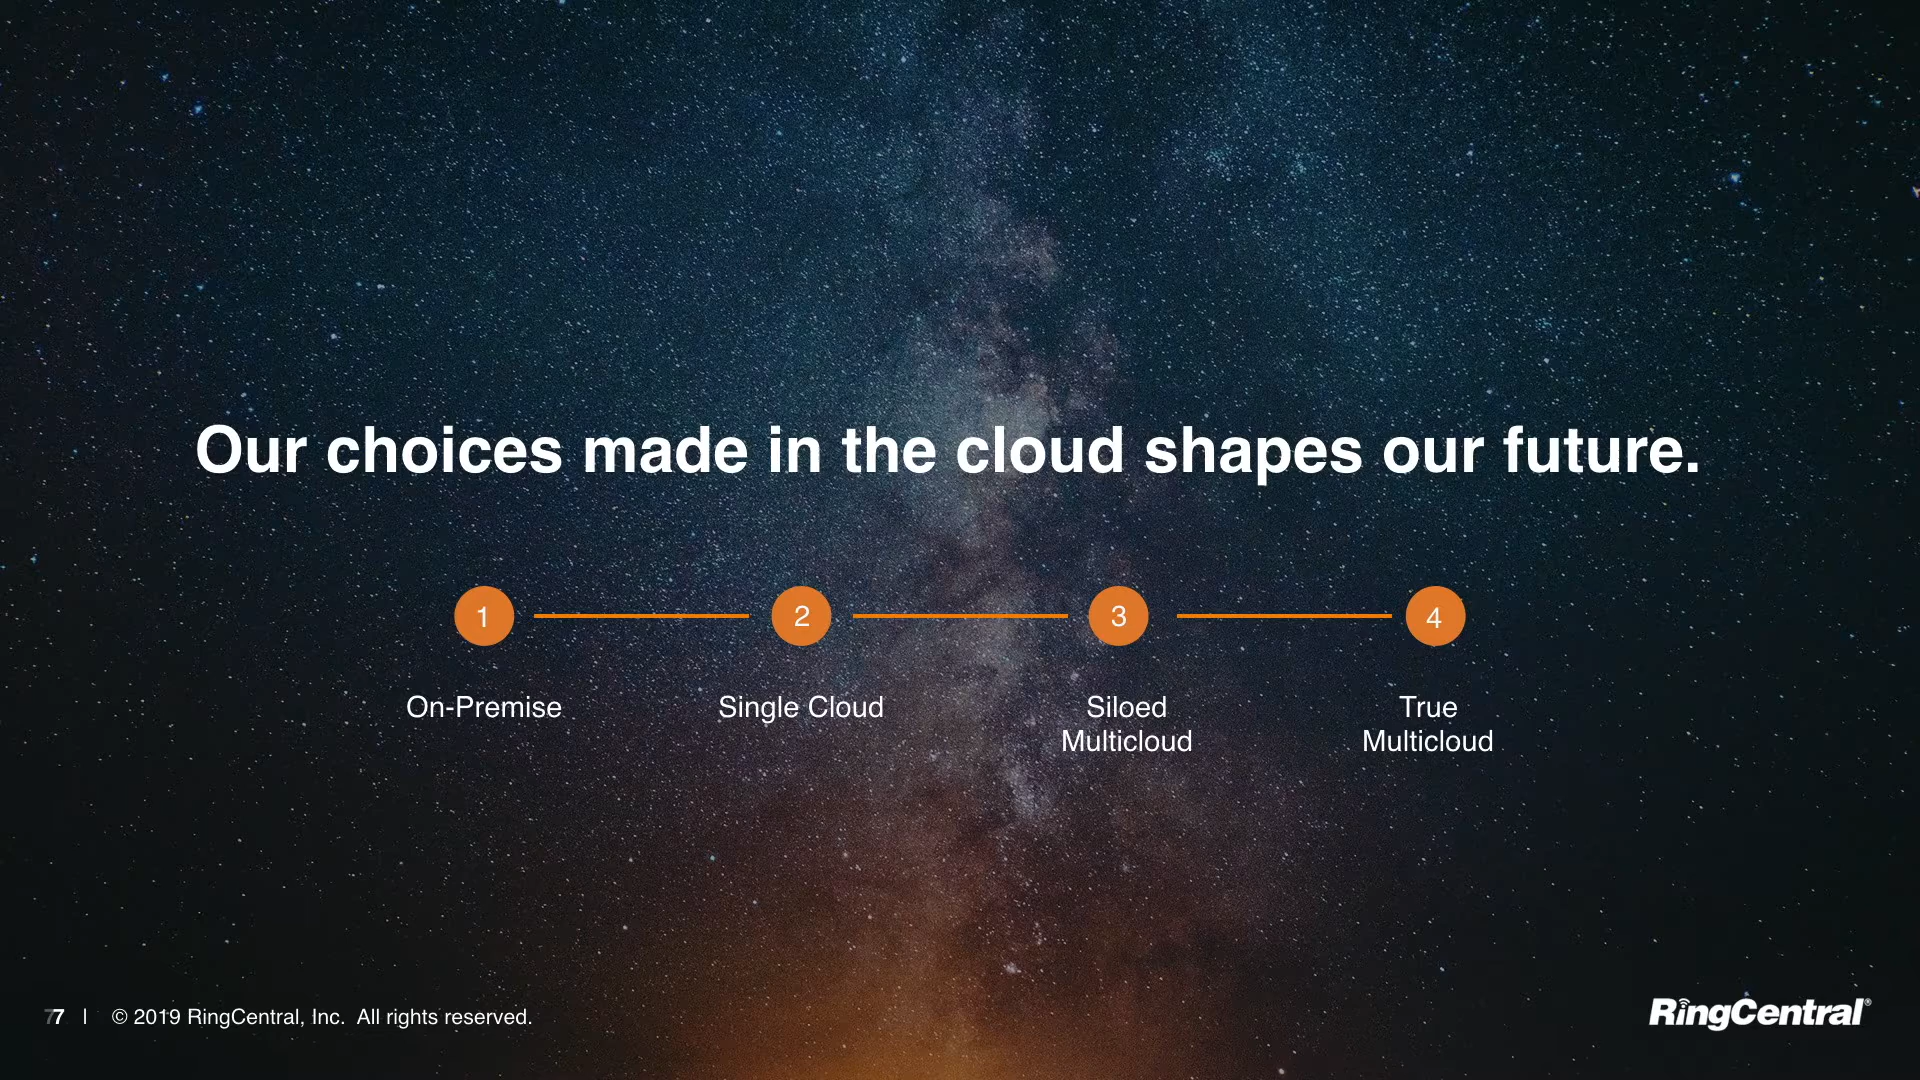 Our choices made in the cloud shapes our future.
1 2 3 4
On-Premise
Single Cloud
Siloed
Multicloud
True
Multicloud
77 | © 2019 RingCentral, Inc. All rights reserved.
RingCentral®